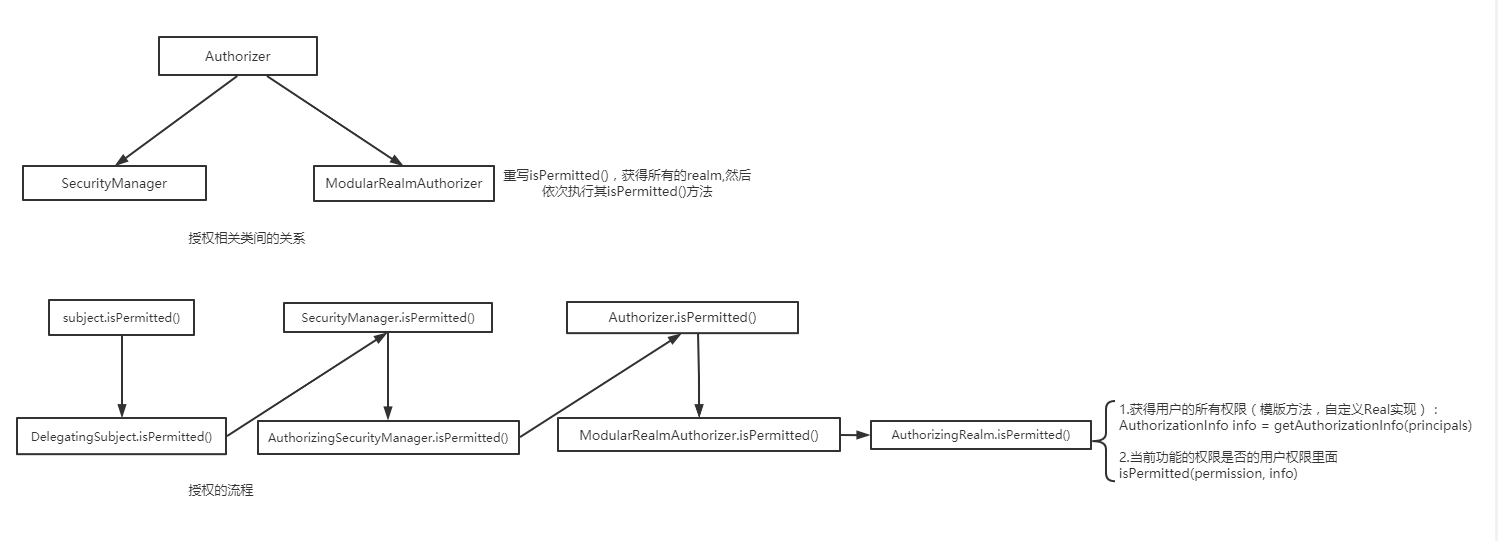 Authorizer
SecurityManager
ModularRealmAuthorizer
重写isPermitted()，获得所有的realm,然后
依次执行其isPermitted()方法
授权相关类间的关系
subject.isPermitted()
SecurityManager.isPermitted()
Authorizer.isPermitted()
DelegatingSubject.isPermitted()
AuthorizingSecurityManager.isPermitted()
ModularRealmAuthorizer.isPermitted()
AuthorizingRealm.isPermitted()
1.获得用户的所有权限（模版方法，自定义Real实现）：
AuthorizationInfo info = getAuthorizationInfo(principals)
2.当前功能的权限是否的用户权限里面
isPermitted(permission, info)
授权的流程